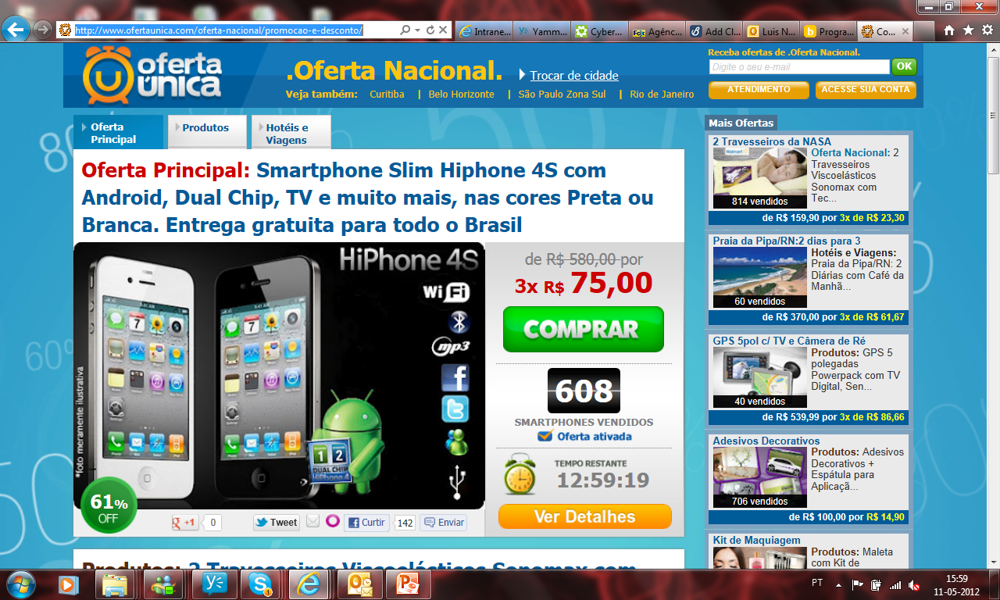 http://www.ofertaunica.com/oferta-nacional/promocao-e-desconto/
Intrane...
Yamm...
Cyber...
Agênc...
Add Cl...
Luis N...
Progra...
Co...
oferta
única
.Oferta Nacional.
Trocar de cidade
Veja também: Curitiba | Belo Horizonte | São Paulo Zona Sul | Rio de Janeiro
Receba ofertas de .Oferta Nacional.
Digite o seu e-mail
OK
ATENDIMENTO
ACESSE SUA CONTA
Oferta
Principal
Produtos
Hotéis e
Viagens
Oferta Principal: Smartphone Slim Hiphone 4S com
Android, Dual Chip, TV e muito mais, nas cores Preta ou
Branca. Entrega gratuita para todo o Brasil
HiPhone 4S
Wi Fi
mp3
DUAL CHIP
HiPhone 4
1 2
*foto meramente ilustrativa
61%
OFF
de R$ 580,00 por
3x R$ 75,00
COMPRAR
608
SMARTPHONES VENDIDOS
Oferta ativada
TEMPO RESTANTE
12:59:19
Ver Detalhes
+1
0
Tweet
Curtir
142
Enviar
Produtos: 2 Travesseiros Viscoelásticos Sonomax com
Mais Ofertas
2 Travesseiros da NASA
Oferta Nacional: 2
Travesseiros
Viscoelásticos
Sonomax com
Tec...
814 vendidos
de R$ 159,90 por 3x de R$ 23,30
Praia da Pipa/RN:2 dias para 3
Hotéis e Viagens:
Praia da Pipa/RN: 2
Diárias com Café da
Manhã...
60 vendidos
de R$ 370,00 por 3x de R$ 61,67
GPS 5pol c/ TV e Câmera de Ré
Produtos: GPS 5
polegadas
Powerpack com TV
Digital, Sen...
40 vendidos
de R$ 539,99 por 3x de R$ 86,66
Adesivos Decorativos
Produtos: Adesivos
Decorativos +
Espátula para
Aplicaçã...
706 vendidos
de R$ 100,00 por R$ 14,90
Kit de Maquiagem
Produtos: Maleta
com Kit de
PT
15:59
11-05-2012